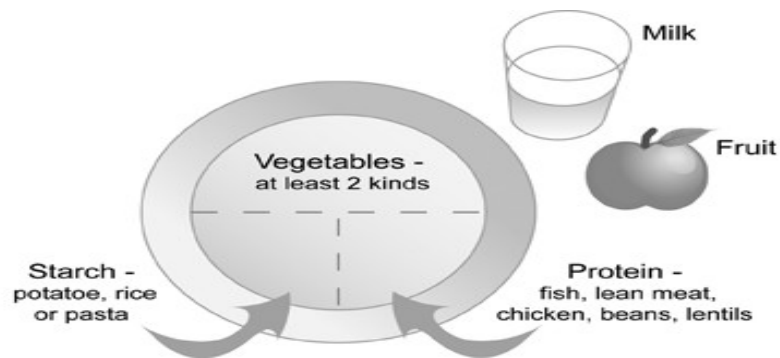 Milk
Fruit
Vegetables -
at least 2 kinds
Starch -
potatoe, rice
or pasta
Protein -
fish, lean meat,
chicken, beans, lentils